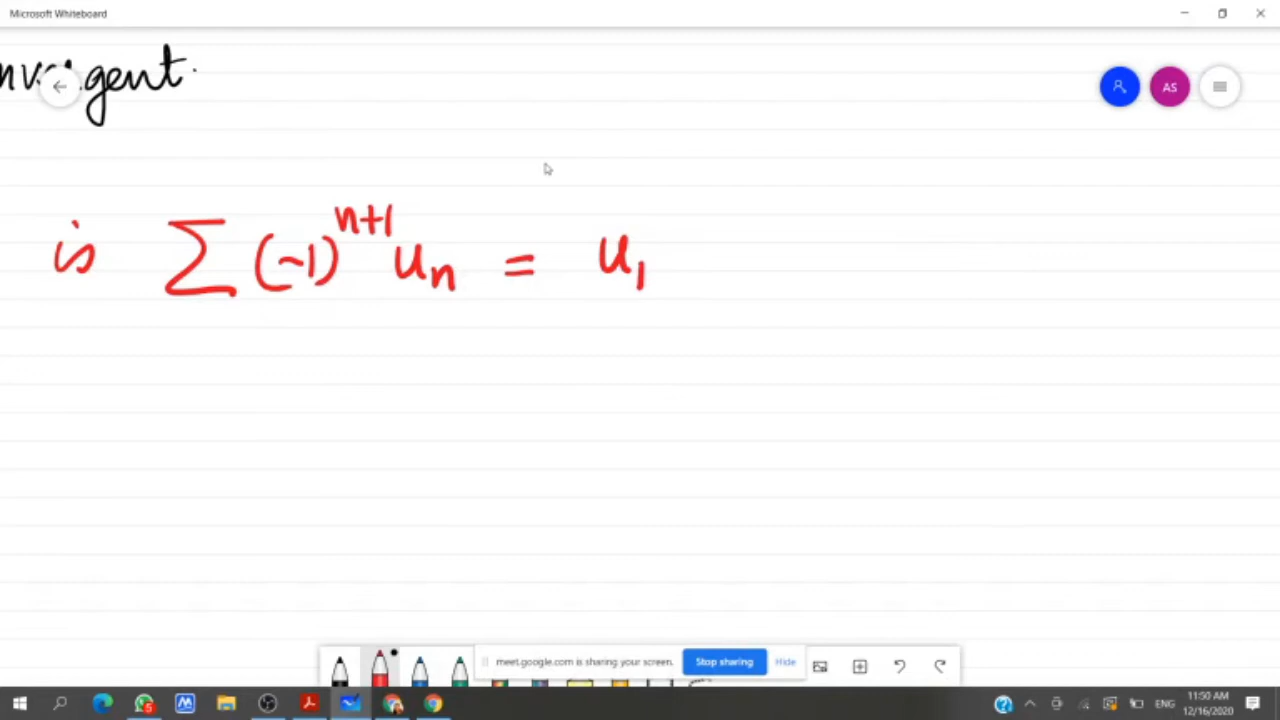 Microsoft Whiteboard
nvergent.
AS
is ∑ (-1)^{n+1} u_n = u_1
meet.google.com is sharing your screen. Stop sharing Hide
ENG
11:50 AM
12/16/2020